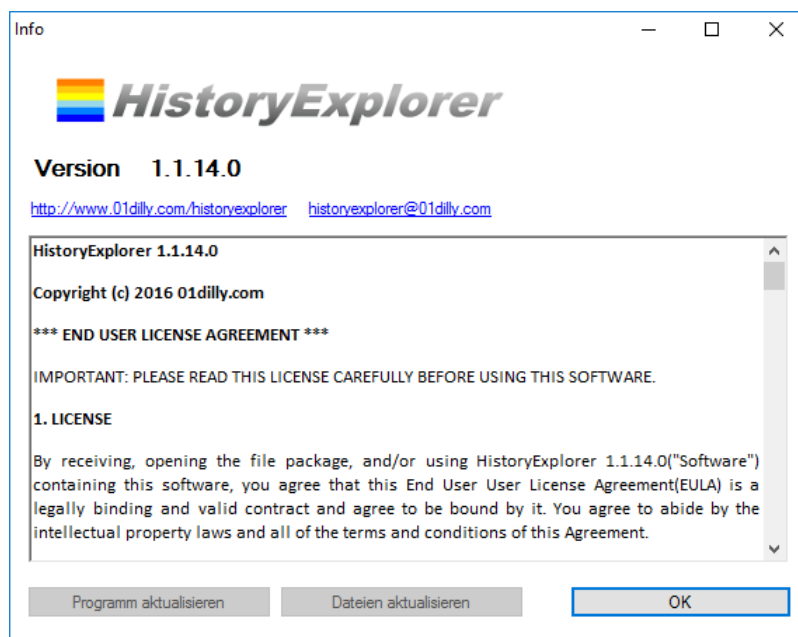 Info
HistoryExplorer
Version 1.1.14.0
http://www.01dilly.com/historyexplorer historyexplorer@01dilly.com
HistoryExplorer 1.1.14.0
Copyright (c) 2016 01dilly.com
*** END USER LICENSE AGREEMENT ***
IMPORTANT: PLEASE READ THIS LICENSE CAREFULLY BEFORE USING THIS SOFTWARE.
1. LICENSE
By receiving, opening the file package, and/or using HistoryExplorer 1.1.14.0("Software")
containing this software, you agree that this End User User License Agreement(EULA) is a
legally binding and valid contract and agree to be bound by it. You agree to abide by the
intellectual property laws and all of the terms and conditions of this Agreement.
Programm aktualisieren Dateien aktualisieren OK